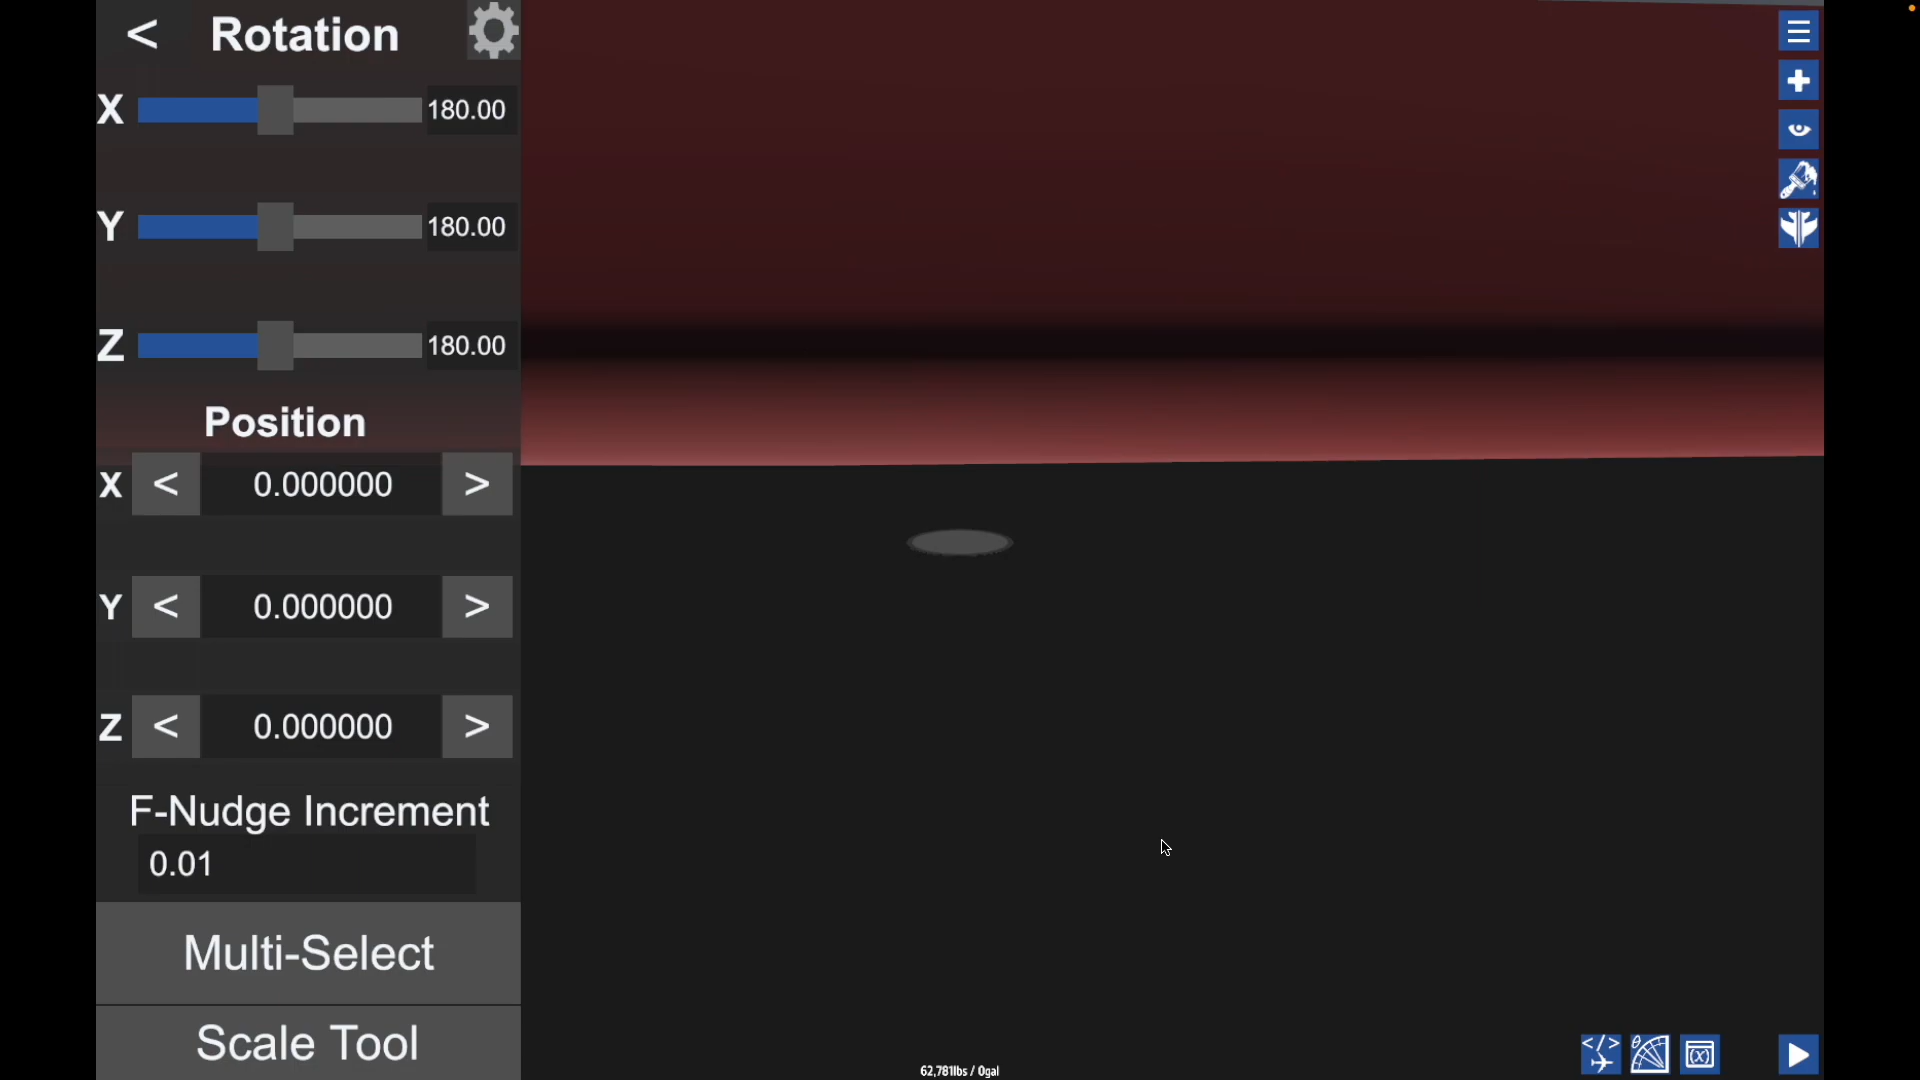 < Rotation
X 180.00
Y 180.00
Z 180.00
Position
X < 0.000000 >
Y < 0.000000 >
Z < 0.000000 >
F-Nudge Increment
0.01
Multi-Select
Scale Tool
62,781lbs / 0gal
</> θ (x)